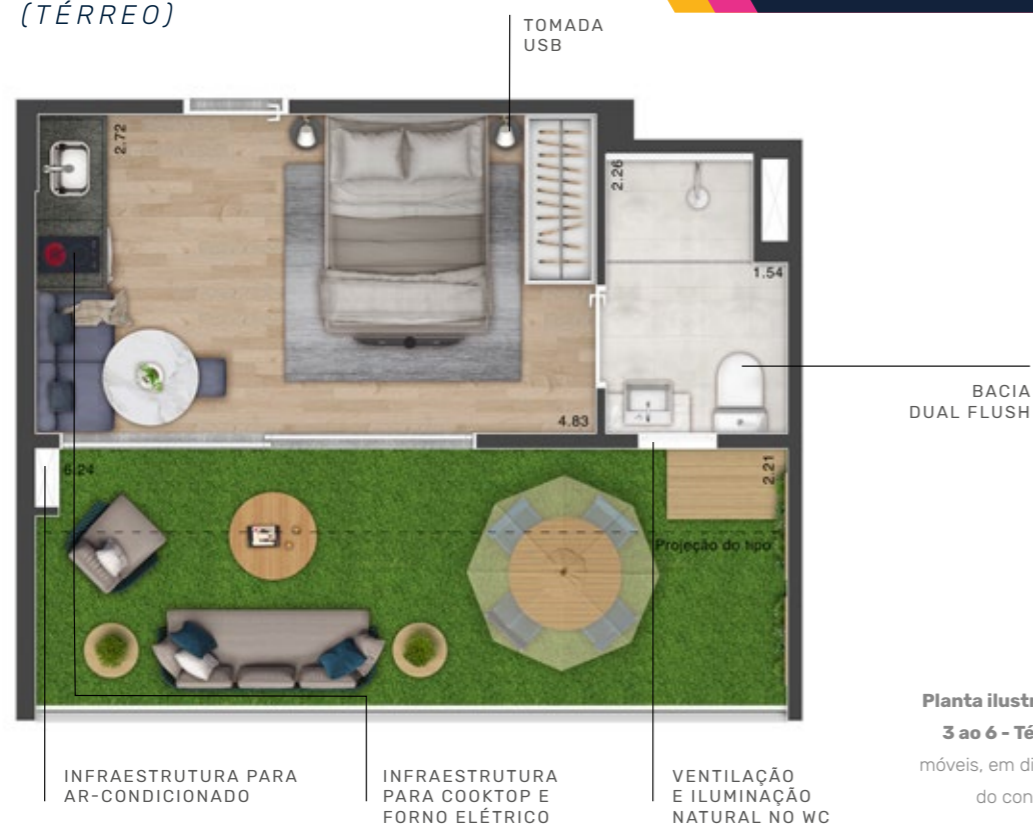 (TÉRREO)
TOMADA
USB
2.72
2.26
1.54
4.83
BACIA
DUAL FLUSH
6.24
2.21
Projeção do tipo
Planta ilustr
3 ao 6 - Té
móveis, em di
do con
INFRAESTRUTURA PARA
AR-CONDICIONADO
INFRAESTRUTURA
PARA COOKTOP E
FORNO ELÉTRICO
VENTILAÇÃO
E ILUMINAÇÃO
NATURAL NO WC